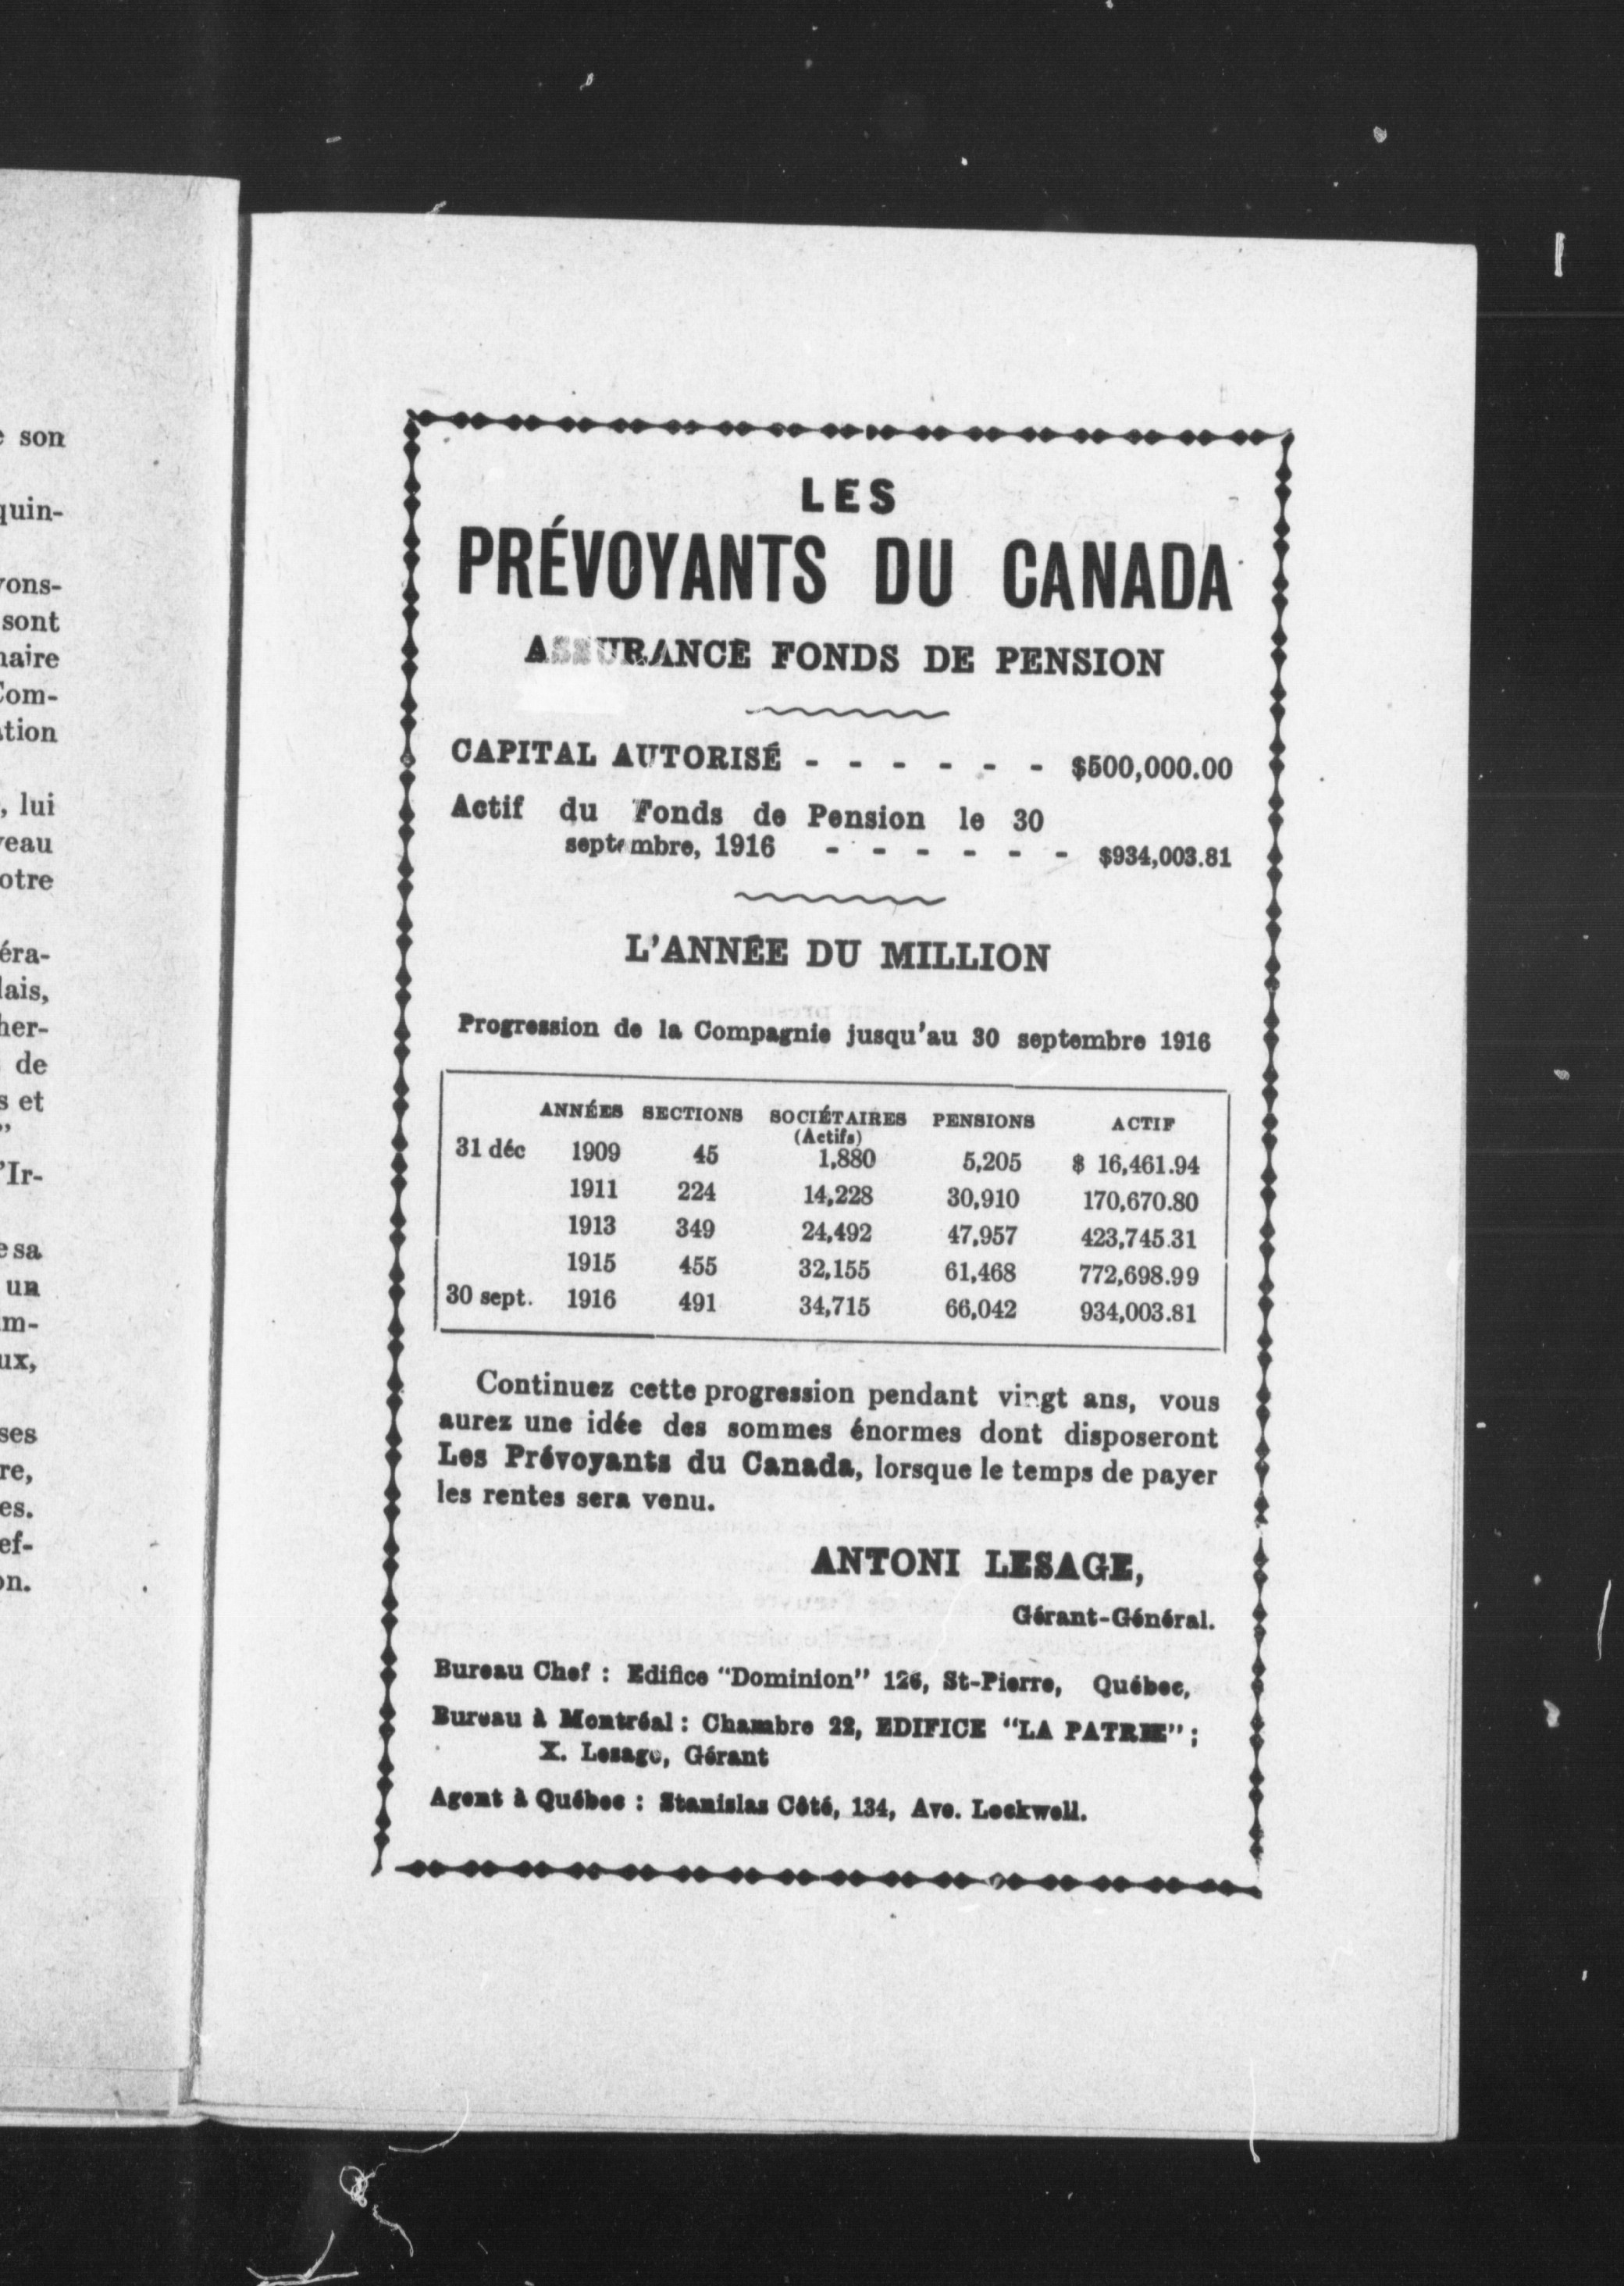 son
quin-
vons-
sont
naire
Com-
ation
, lui
veau
otre
éra-
lais,
her-
de
s et
"
'Ir-
e sa
un
m-
ux,
ses
re,
es.
ef-
on.
LES
PRÉVOYANTS DU CANADA
ASSURANCE FONDS DE PENSION
CAPITAL AUTORISÉ - - - - - - $500,000.00
Actif du Fonds de Pension le 30
septembre, 1916 - - - - - - $934,003.81
L'ANNÉE DU MILLION
Progression de la Compagnie jusqu'au 30 septembre 1916
ANNÉES SECTIONS SOCIÉTAIRES PENSIONS ACTIF
(Actifs)
31 déc 1909 45 1,880 5,205 $ 16,461.94
1911 224 14,228 30,910 170,670.80
1913 349 24,492 47,957 423,745.31
1915 455 32,155 61,468 772,698.99
30 sept. 1916 491 34,715 66,042 934,003.81
Continuez cette progression pendant vingt ans, vous
aurez une idée des sommes énormes dont disposeront
Les Prévoyants du Canada, lorsque le temps de payer
les rentes sera venu.
ANTONI LESAGE,
Gérant-Général.
Bureau Chef : Edifice "Dominion" 126, St-Pierre, Québec,
Bureau à Montréal : Chambre 22, EDIFICE "LA PATRIE" ;
X. Lesage, Gérant
Agent à Québec : Stanislas Côté, 134, Ave. Lockwell.